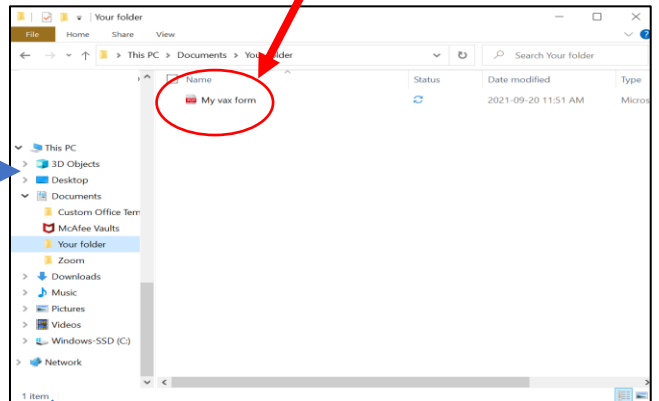 Your folder
File Home Share View
This PC > Documents > Your folder
Search Your folder
Name Status Date modified Type
My vax form 2021-09-20 11:51 AM Micros
This PC
3D Objects
Desktop
Documents
Custom Office Tem
McAfee Vaults
Your folder
Zoom
Downloads
Music
Pictures
Videos
Windows-SSD (C:)
Network
1 item